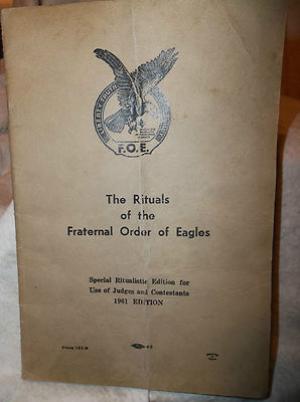 F.O.E.
The Rituals
of the
Fraternal Order of Eagles
Special Ritualistic Edition for
Use of Judges and Contestants
1961 EDITION